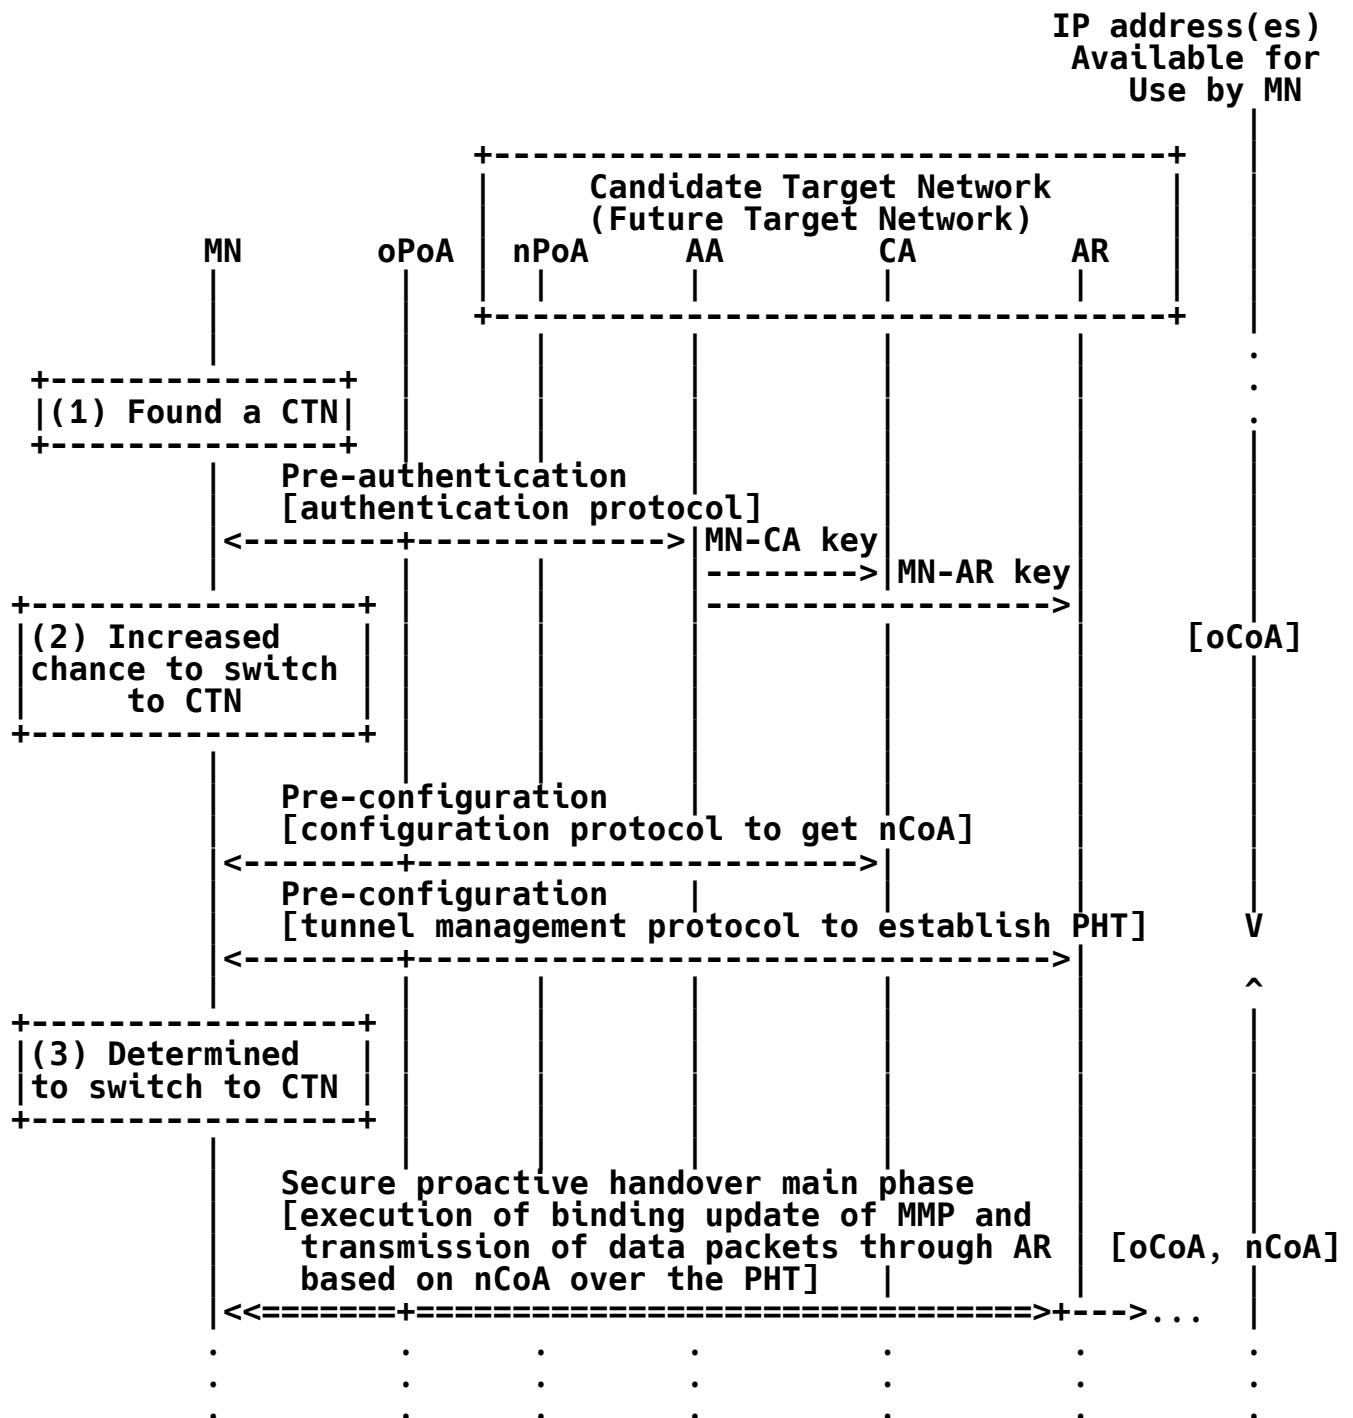 IP address(es)
Available for
Use by MN
Candidate Target Network
(Future Target Network)
MN oPoA nPoA AA CA AR
(1) Found a CTN
Pre-authentication
[authentication protocol]
MN-CA key
MN-AR key
(2) Increased
[oCoA]
chance to switch
to CTN
Pre-configuration
[configuration protocol to get nCoA]
Pre-configuration
[tunnel management protocol to establish PHT] V
^
(3) Determined
to switch to CTN
Secure proactive handover main phase
[execution of binding update of MMP and
transmission of data packets through AR [oCoA, nCoA]
based on nCoA over the PHT]
<<=======+================================>+--->...